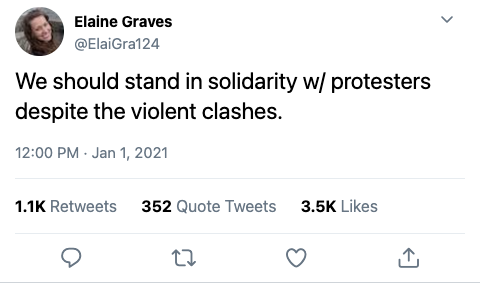 Elaine Graves
@ElaiGra124
We should stand in solidarity w/ protesters
despite the violent clashes.
12:00 PM · Jan 1, 2021
1.1K Retweets 352 Quote Tweets 3.5K Likes